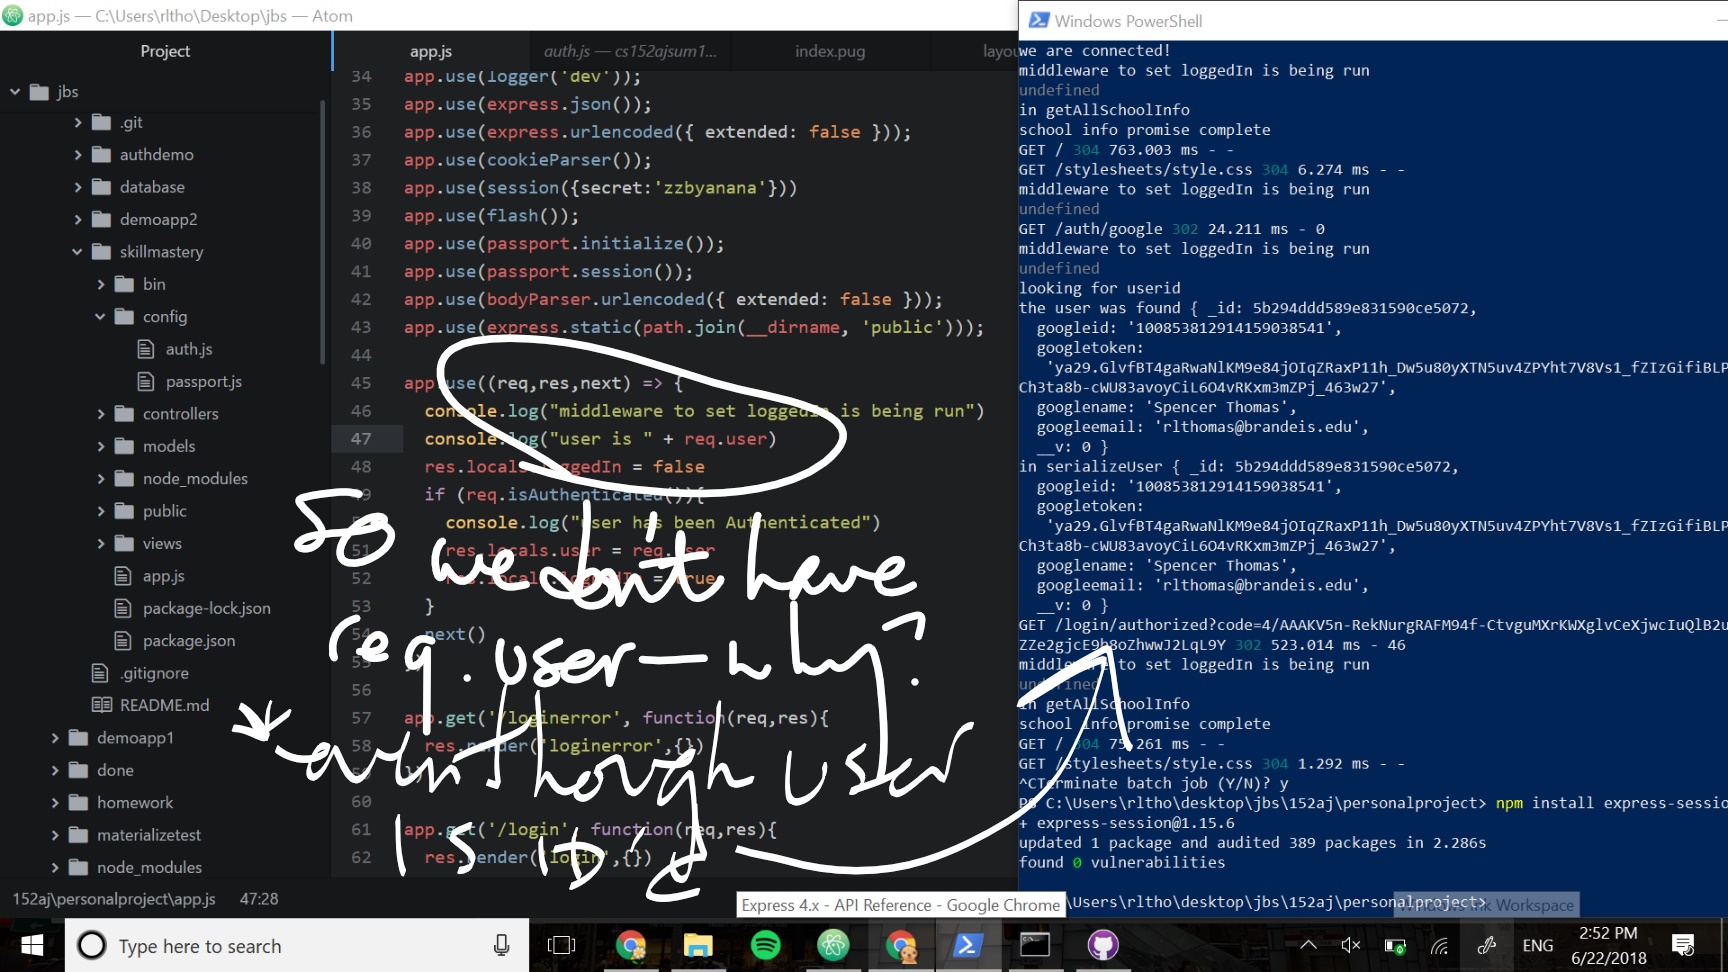 app.js — C:\Users\rltho\Desktop\jbs — Atom
Project
jbs
.git
authdemo
database
demoapp2
skillmastery
bin
config
auth.js
passport.js
controllers
models
node_modules
public
views
app.js
package-lock.json
package.json
.gitignore
README.md
demoapp1
done
homework
materializetest
node_modules
app.js
auth.js — cs152ajsum1...
index.pug
layou
34 app.use(logger('dev'));
35 app.use(express.json());
36 app.use(express.urlencoded({ extended: false }));
37 app.use(cookieParser());
38 app.use(session({secret:'zzbyanana'}))
39 app.use(flash());
40 app.use(passport.initialize());
41 app.use(passport.session());
42 app.use(bodyParser.urlencoded({ extended: false }));
43 app.use(express.static(path.join(__dirname, 'public')));
44
45 app.use((req,res,next) => {
46 console.log("middleware to set loggedIn is being run")
47 console.log("user is " + req.user)
48 res.locals.loggedIn = false
49 if (req.isAuthenticated()){
console.log("user has been Authenticated")
51 res.locals.user = req.user
52 res.locals.loggedIn = true
53 }
54 next()
56
57 app.get('/loginerror', function(req,res){
58 res.render('loginerror',{})
60
61 app.get('/login', function(req,res){
62 res.render('login',{})
So we don't have
req.user—why?
even though user
is ID'd
152aj\personalproject\app.js 47:28
Windows PowerShell
we are connected!
middleware to set loggedIn is being run
undefined
in getAllSchoolInfo
school info promise complete
GET / 304 763.003 ms - -
GET /stylesheets/style.css 304 6.274 ms - -
middleware to set loggedIn is being run
undefined
GET /auth/google 302 24.211 ms - 0
middleware to set loggedIn is being run
undefined
looking for userid
the user was found { _id: 5b294ddd589e831590ce5072,
googleid: '100853812914159038541',
googletoken:
'ya29.GlvfBT4gaRwaNlKM9e84jOIqZRaxP11h_Dw5u80yXTN5uv4ZPYht7V8Vs1_fZIzGifiBLP
Ch3ta8b-cWU83avoyCiL6O4vRKxm3mZPj_463w27',
googlename: 'Spencer Thomas',
googleemail: 'rlthomas@brandeis.edu',
__v: 0 }
in serializeUser { _id: 5b294ddd589e831590ce5072,
googleid: '100853812914159038541',
googletoken:
'ya29.GlvfBT4gaRwaNlKM9e84jOIqZRaxP11h_Dw5u80yXTN5uv4ZPYht7V8Vs1_fZIzGifiBLP
Ch3ta8b-cWU83avoyCiL6O4vRKxm3mZPj_463w27',
googlename: 'Spencer Thomas',
googleemail: 'rlthomas@brandeis.edu',
__v: 0 }
GET /login/authorized?code=4/AAAKV5n-RekNurgRAFM94f-CtvguMXrKWXglvCeXjwcIuQlB2u
ZZe2gjcE9h8oZhwwJ2LqL9Y 302 523.014 ms - 46
middleware to set loggedIn is being run
undefined
in getAllSchoolInfo
school info promise complete
GET / 304 75.261 ms - -
GET /stylesheets/style.css 304 1.292 ms - -
^CTerminate batch job (Y/N)? y
PS C:\Users\rltho\desktop\jbs\152aj\personalproject> npm install express-sessio
+ express-session@1.15.6
updated 1 package and audited 389 packages in 2.286s
found 0 vulnerabilities
\Users\rltho\desktop\jbs\152aj\personalproject>
Express 4.x - API Reference - Google Chrome
Type here to search
ENG
2:52 PM
6/22/2018